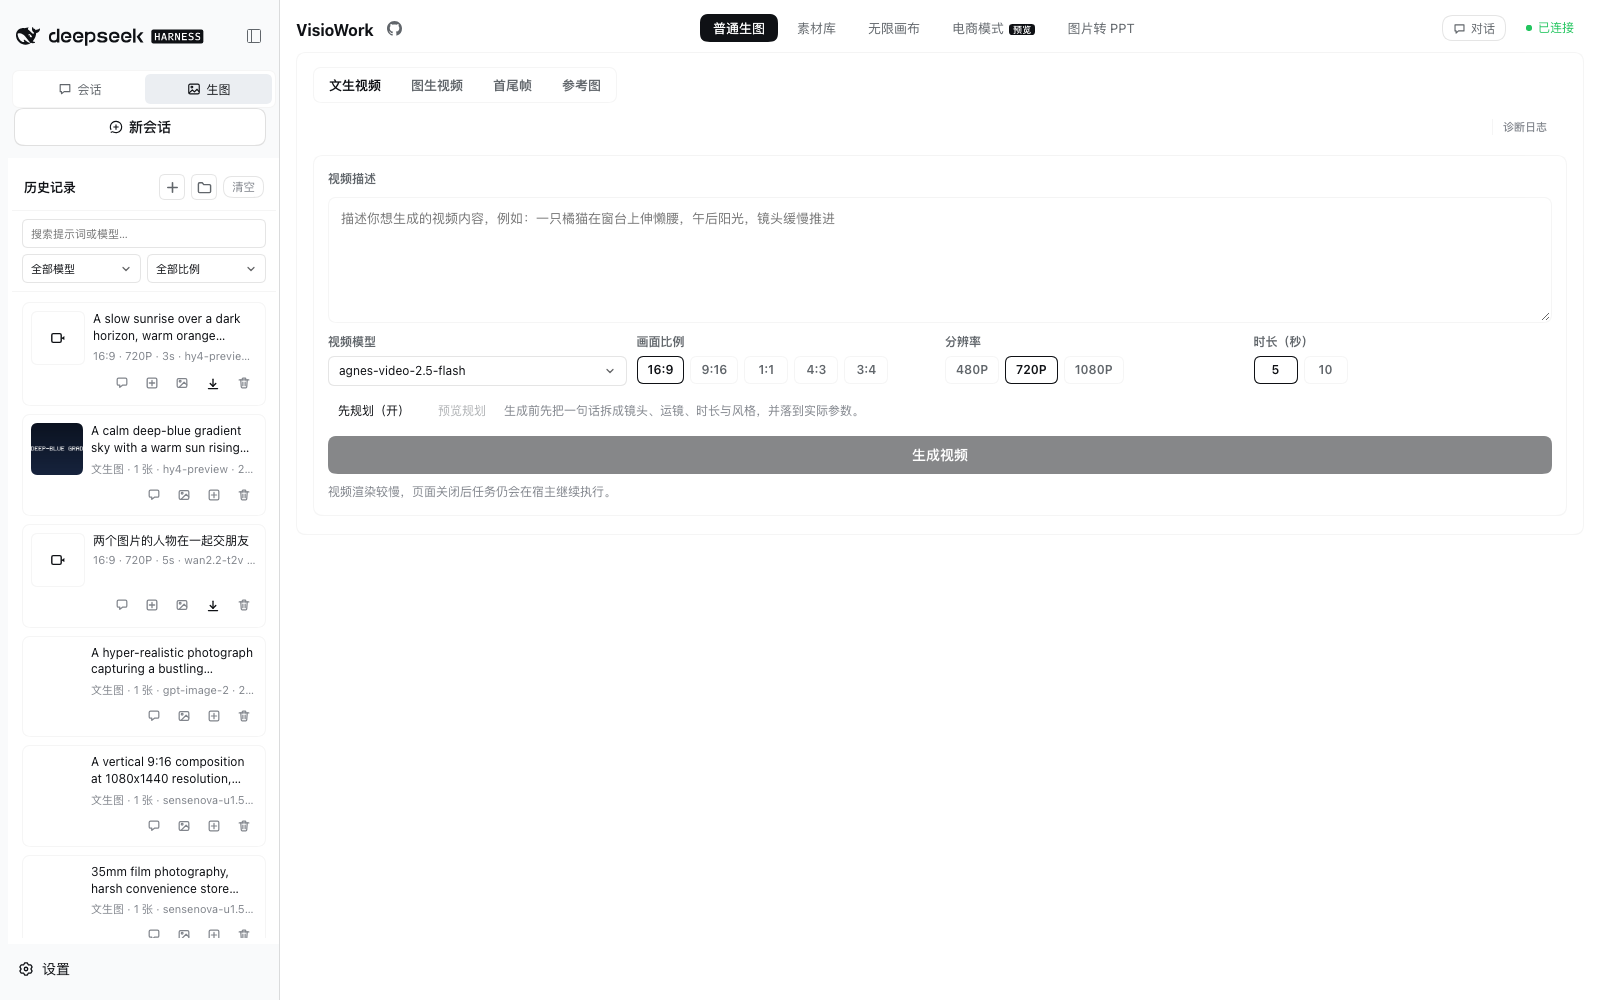 deepseek HARNESS
会话
生图
新会话
历史记录
清空
搜索提示词或模型...
全部模型
全部比例
A slow sunrise over a dark
horizon, warm orange...
16:9 · 720P · 3s · hy4-previe...
DEEP-BLUE GRAD
A calm deep-blue gradient
sky with a warm sun rising...
文生图 · 1 张 · hy4-preview · 2...
两个图片的人物在一起交朋友
16:9 · 720P · 5s · wan2.2-t2v ...
A hyper-realistic photograph
capturing a bustling...
文生图 · 1 张 · gpt-image-2 · 2...
A vertical 9:16 composition
at 1080x1440 resolution,...
文生图 · 1 张 · sensenova-u1.5...
35mm film photography,
harsh convenience store...
文生图 · 1 张 · sensenova-u1.5...
设置
VisioWork
普通生图
素材库
无限画布
电商模式 预览
图片转 PPT
对话
已连接
文生视频
图生视频
首尾帧
参考图
诊断日志
视频描述
描述你想生成的视频内容，例如：一只橘猫在窗台上伸懒腰，午后阳光，镜头缓慢推进
视频模型
agnes-video-2.5-flash
画面比例
16:9
9:16
1:1
4:3
3:4
分辨率
480P
720P
1080P
时长（秒）
5
10
先规划（开）
预览规划
生成前先把一句话拆成镜头、运镜、时长与风格，并落到实际参数。
生成视频
视频渲染较慢，页面关闭后任务仍会在宿主继续执行。